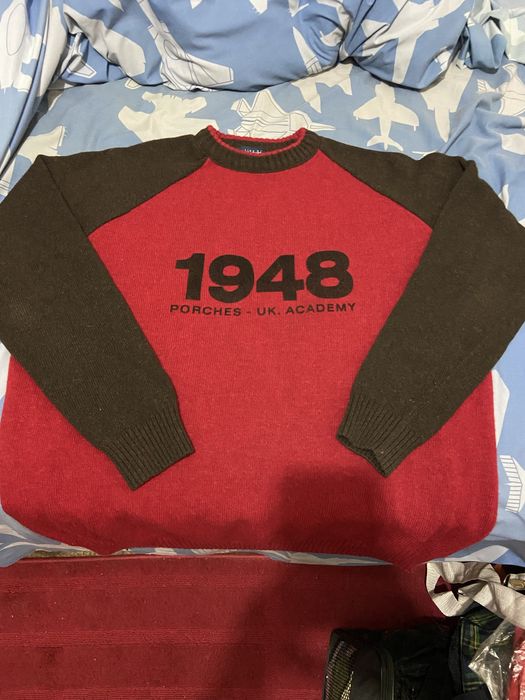 1948
PORCHES - UK. ACADEMY